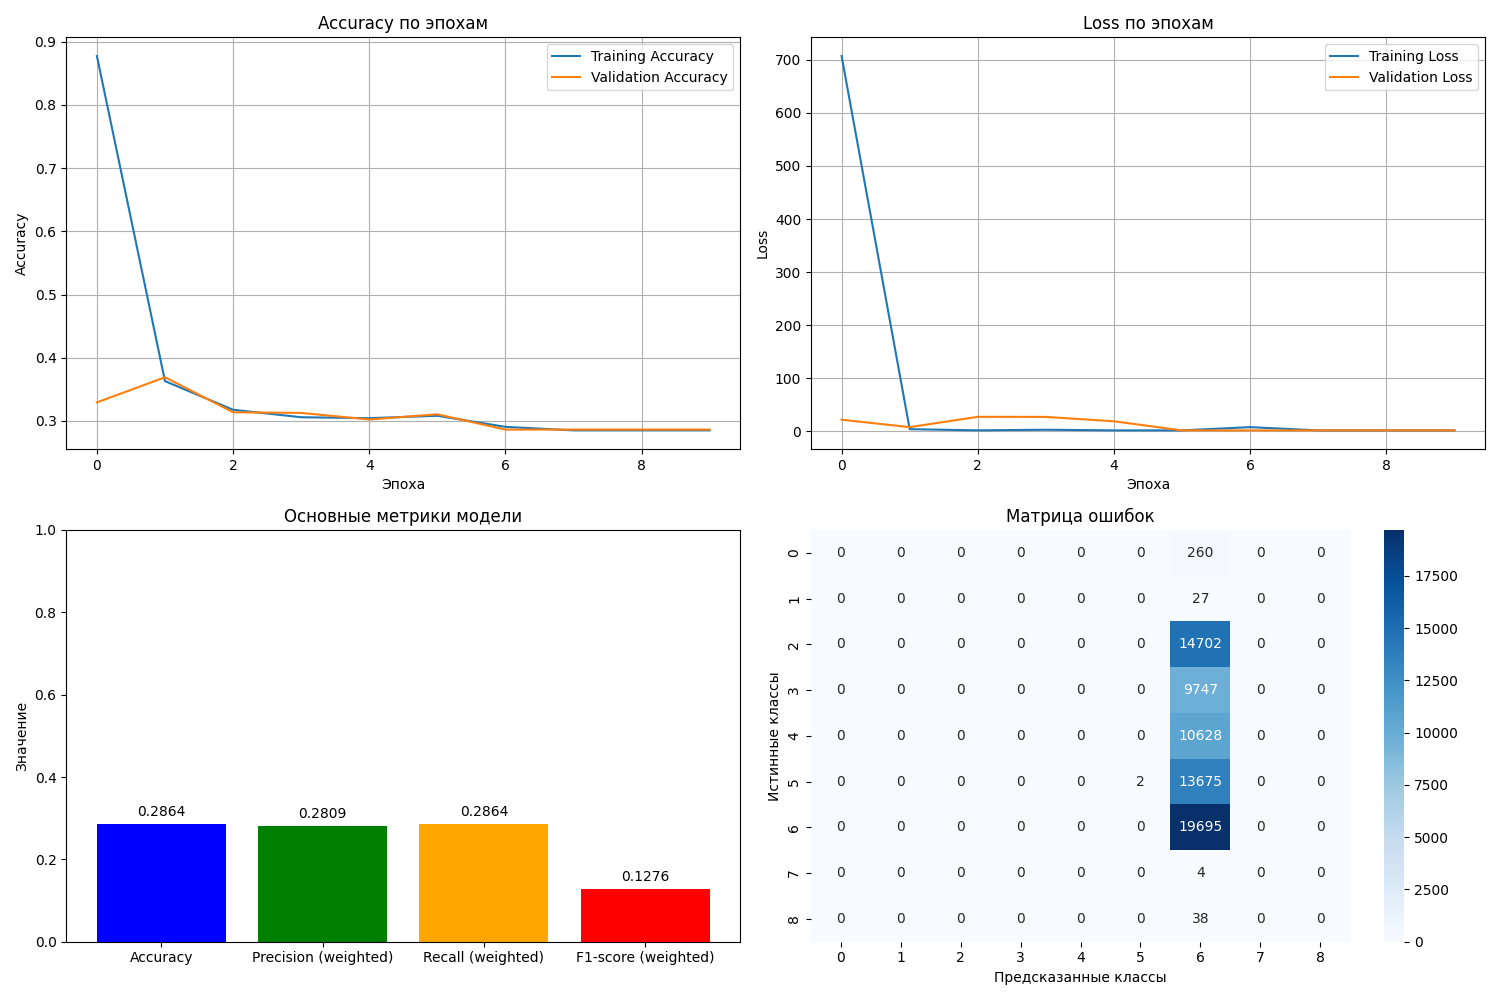 Accuracy по эпохам
Accuracy
0.9
0.8
0.7
0.6
0.5
0.4
0.3
Training Accuracy
Validation Accuracy
0 2 4 6 8
Эпоха
Loss по эпохам
Loss
700
600
500
400
300
200
100
0
Training Loss
Validation Loss
0 2 4 6 8
Эпоха
Основные метрики модели
Значение
1.0
0.8
0.6
0.4
0.2
0.0
0.2864 0.2809 0.2864 0.1276
Accuracy Precision (weighted) Recall (weighted) F1-score (weighted)
Матрица ошибок
Истинные классы
0 0 0 0 0 0 0 260 0 0
1 0 0 0 0 0 0 27 0 0
2 0 0 0 0 0 0 14702 0 0
3 0 0 0 0 0 0 9747 0 0
4 0 0 0 0 0 0 10628 0 0
5 0 0 0 0 0 2 13675 0 0
6 0 0 0 0 0 0 19695 0 0
7 0 0 0 0 0 0 4 0 0
8 0 0 0 0 0 0 38 0 0
0 1 2 3 4 5 6 7 8
Предсказанные классы
17500
15000
12500
10000
7500
5000
2500
0